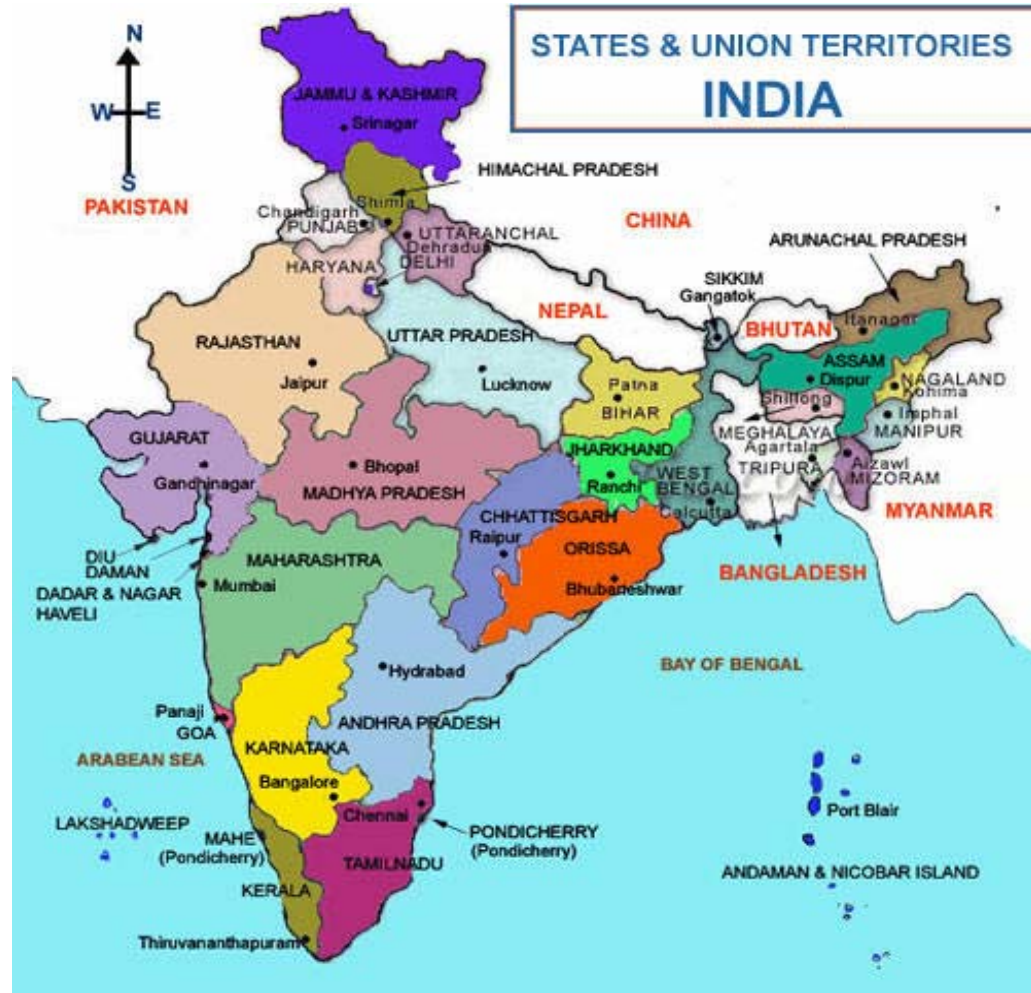 STATES & UNION TERRITORIES
INDIA
N
W
E
S
JAMMU & KASHMIR
Srinagar
HIMACHAL PRADESH
PAKISTAN
Chandigarh
PUNJAB
Shimla
CHINA
UTTARANCHAL
Dehradun
DELHI
HARYANA
ARUNACHAL PRADESH
SIKKIM
Gangatok
NEPAL
BHUTAN
Itanagar
RAJASTHAN
Jaipur
UTTAR PRADESH
Lucknow
ASSAM
Dispur
NAGALAND
Kohima
Patna
BIHAR
Shillong
MEGHALAYA
Imphal
MANIPUR
GUJARAT
Gandhinagar
Bhopal
MADHYA PRADESH
JHARKHAND
Ranchi
WEST
BENGAL
Calcutta
Agartala
TRIPURA
Aizawl
MIZORAM
MYANMAR
CHHATTISGARH
Raipur
ORISSA
Bhubaneshwar
BANGLADESH
DIU
DAMAN
DADAR & NAGAR
HAVELI
MAHARASHTRA
Mumbai
BAY OF BENGAL
Hydrabad
ANDHRA PRADESH
Panaji
GOA
KARNATAKA
Bangalore
ARABEAN SEA
LAKSHADWEEP
MAHE
(Pondicherry)
Chennai
PONDICHERRY
(Pondicherry)
TAMILNADU
KERALA
Thiruvananthapuram
Port Blair
ANDAMAN & NICOBAR ISLAND